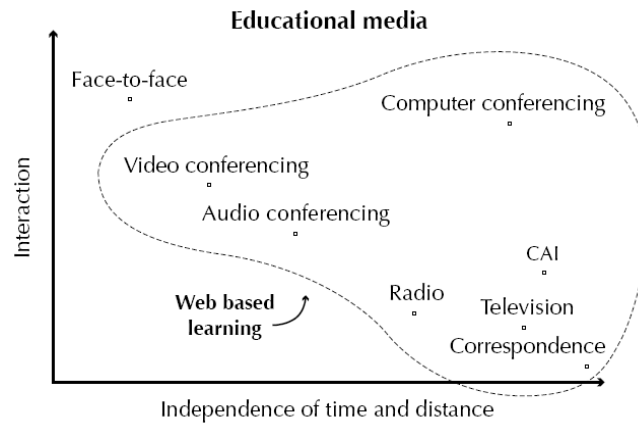 Educational media
Face-to-face
Computer conferencing
Video conferencing
Audio conferencing
CAI
Radio
Television
Correspondence
Web based
learning
Interaction
Independence of time and distance